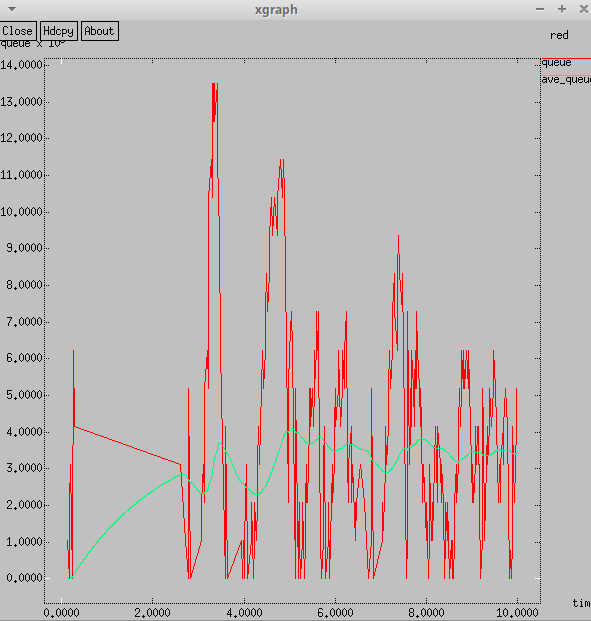 xgraph
Close Hdcpy About
red
queue x 10³
queue
ave_queue
14.0000
13.0000
12.0000
11.0000
10.0000
9.0000
8.0000
7.0000
6.0000
5.0000
4.0000
3.0000
2.0000
1.0000
0.0000
tim
0.0000 2.0000 4.0000 6.0000 8.0000 10.0000